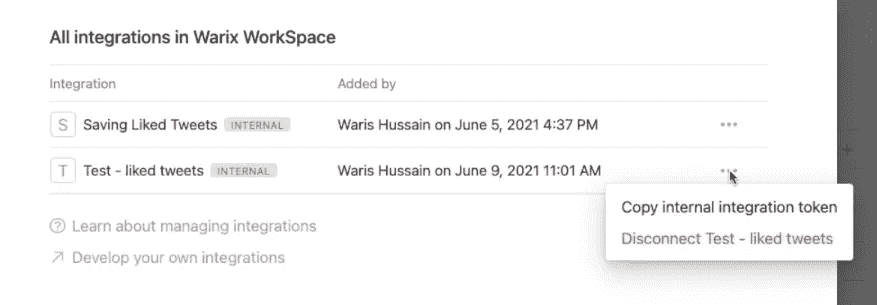 All integrations in Warix WorkSpace
Integration Added by
S Saving Liked Tweets INTERNAL Waris Hussain on June 5, 2021 4:37 PM •••
T Test - liked tweets INTERNAL Waris Hussain on June 9, 2021 11:01 AM
Copy internal integration token
Disconnect Test - liked tweets
Learn about managing integrations
Develop your own integrations